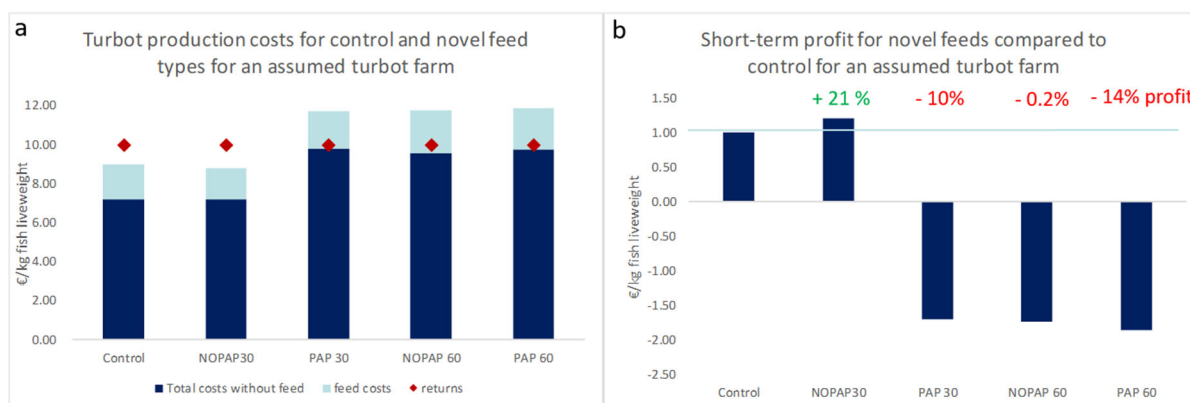 a
Turbot production costs for control and novel feed
types for an assumed turbot farm
€/kg fish liveweight
12.00
10.00
8.00
6.00
4.00
2.00
0.00
Control
NOPAP30
PAP 30
NOPAP 60
PAP 60
Total costs without feed
feed costs
returns
b
Short-term profit for novel feeds compared to
control for an assumed turbot farm
+ 21 %
- 10%
- 0.2%
- 14% profit
€/kg fish liveweight
1.50
1.00
0.50
0.00
-0.50
-1.00
-1.50
-2.00
-2.50
Control
NOPAP30
PAP 30
NOPAP 60
PAP 60